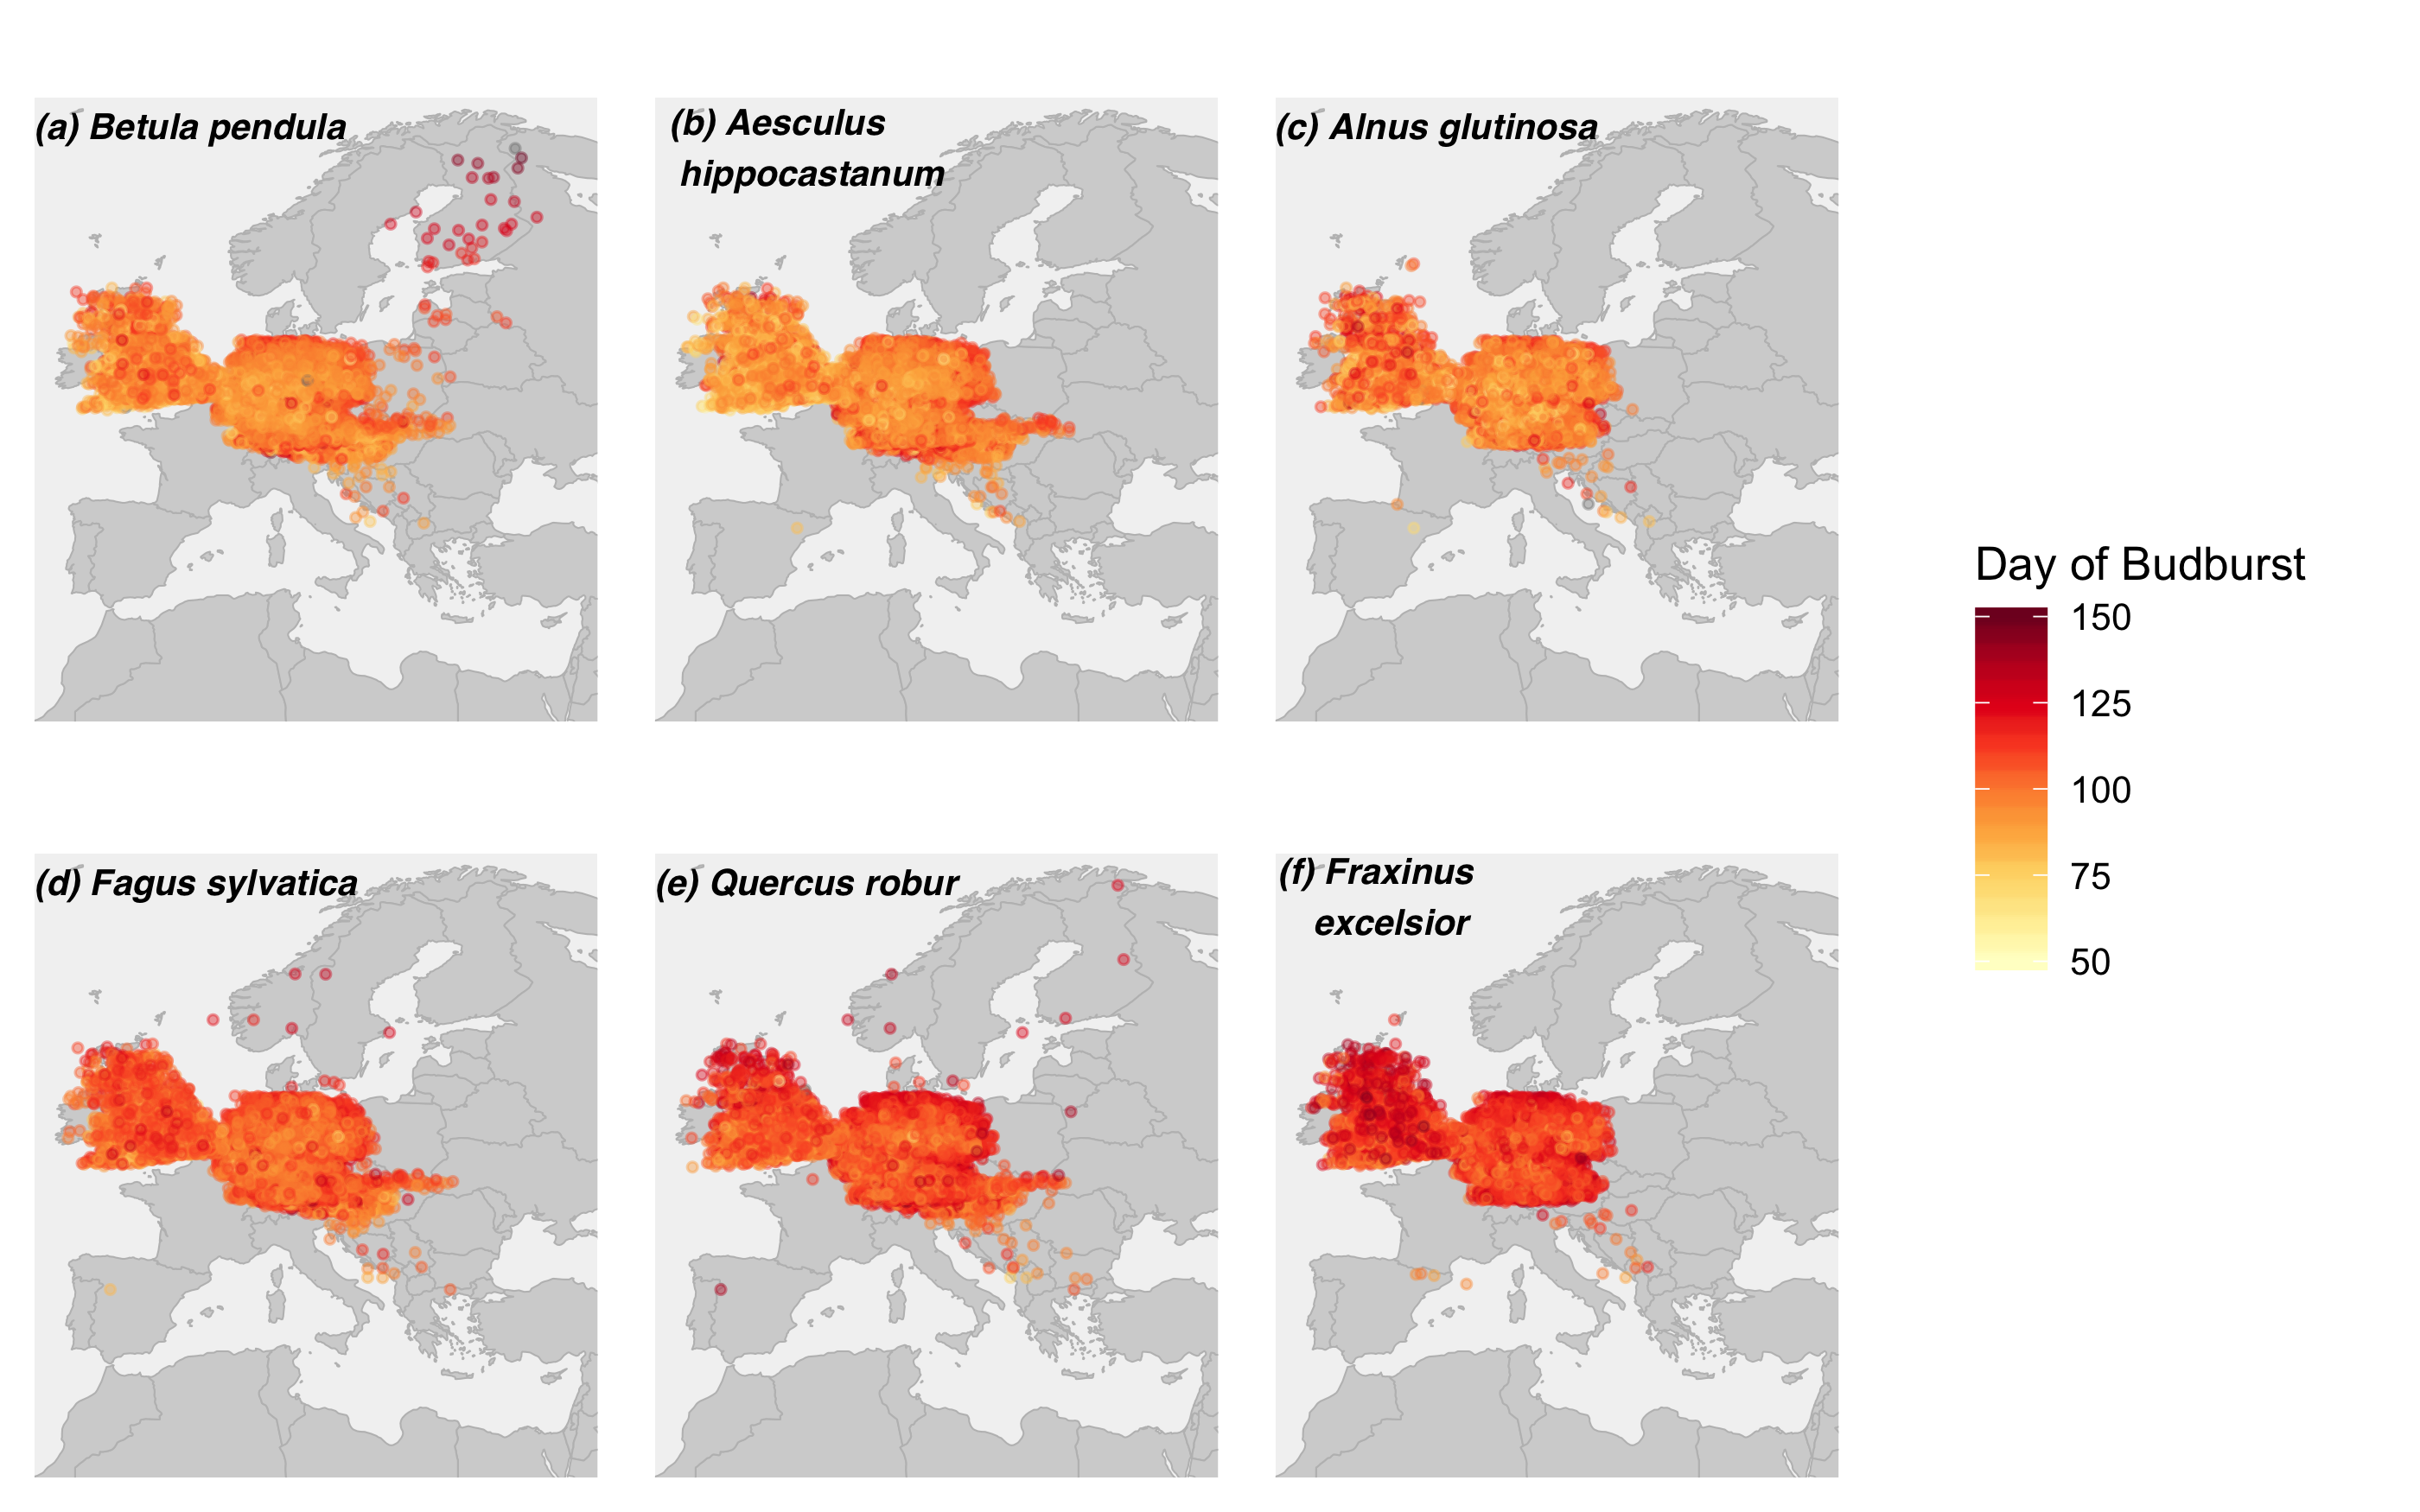 (a) Betula pendula
(b) Aesculus
hippocastanum
(c) Alnus glutinosa
(d) Fagus sylvatica
(e) Quercus robur
(f) Fraxinus
excelsior
Day of Budburst
150
125
100
75
50